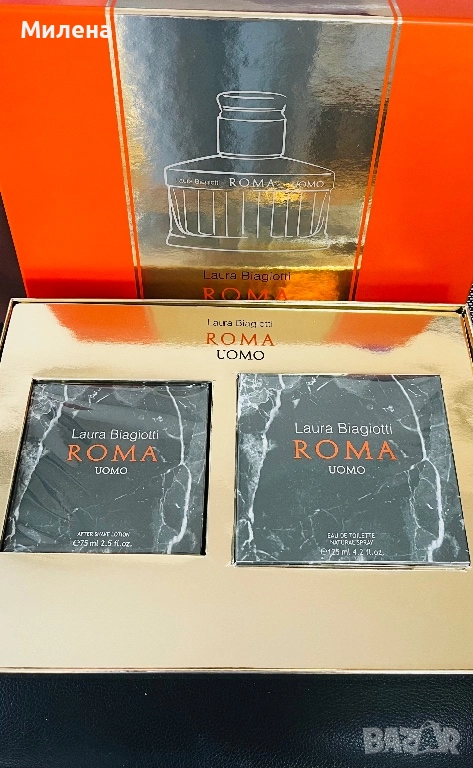 Милена
Laura Biagiotti ROMA UOMO
Laura Biagiotti
ROMA
Laura Biagiotti
ROMA
UOMO
Laura Biagiotti
ROMA
UOMO
AFTER SHAVE LOTION
℮75 ml 2.5 fl.oz.
Laura Biagiotti
ROMA
UOMO
EAU DE TOILETTE
NATURAL SPRAY
℮125 ml 4.2 fl.oz.
BAZAR